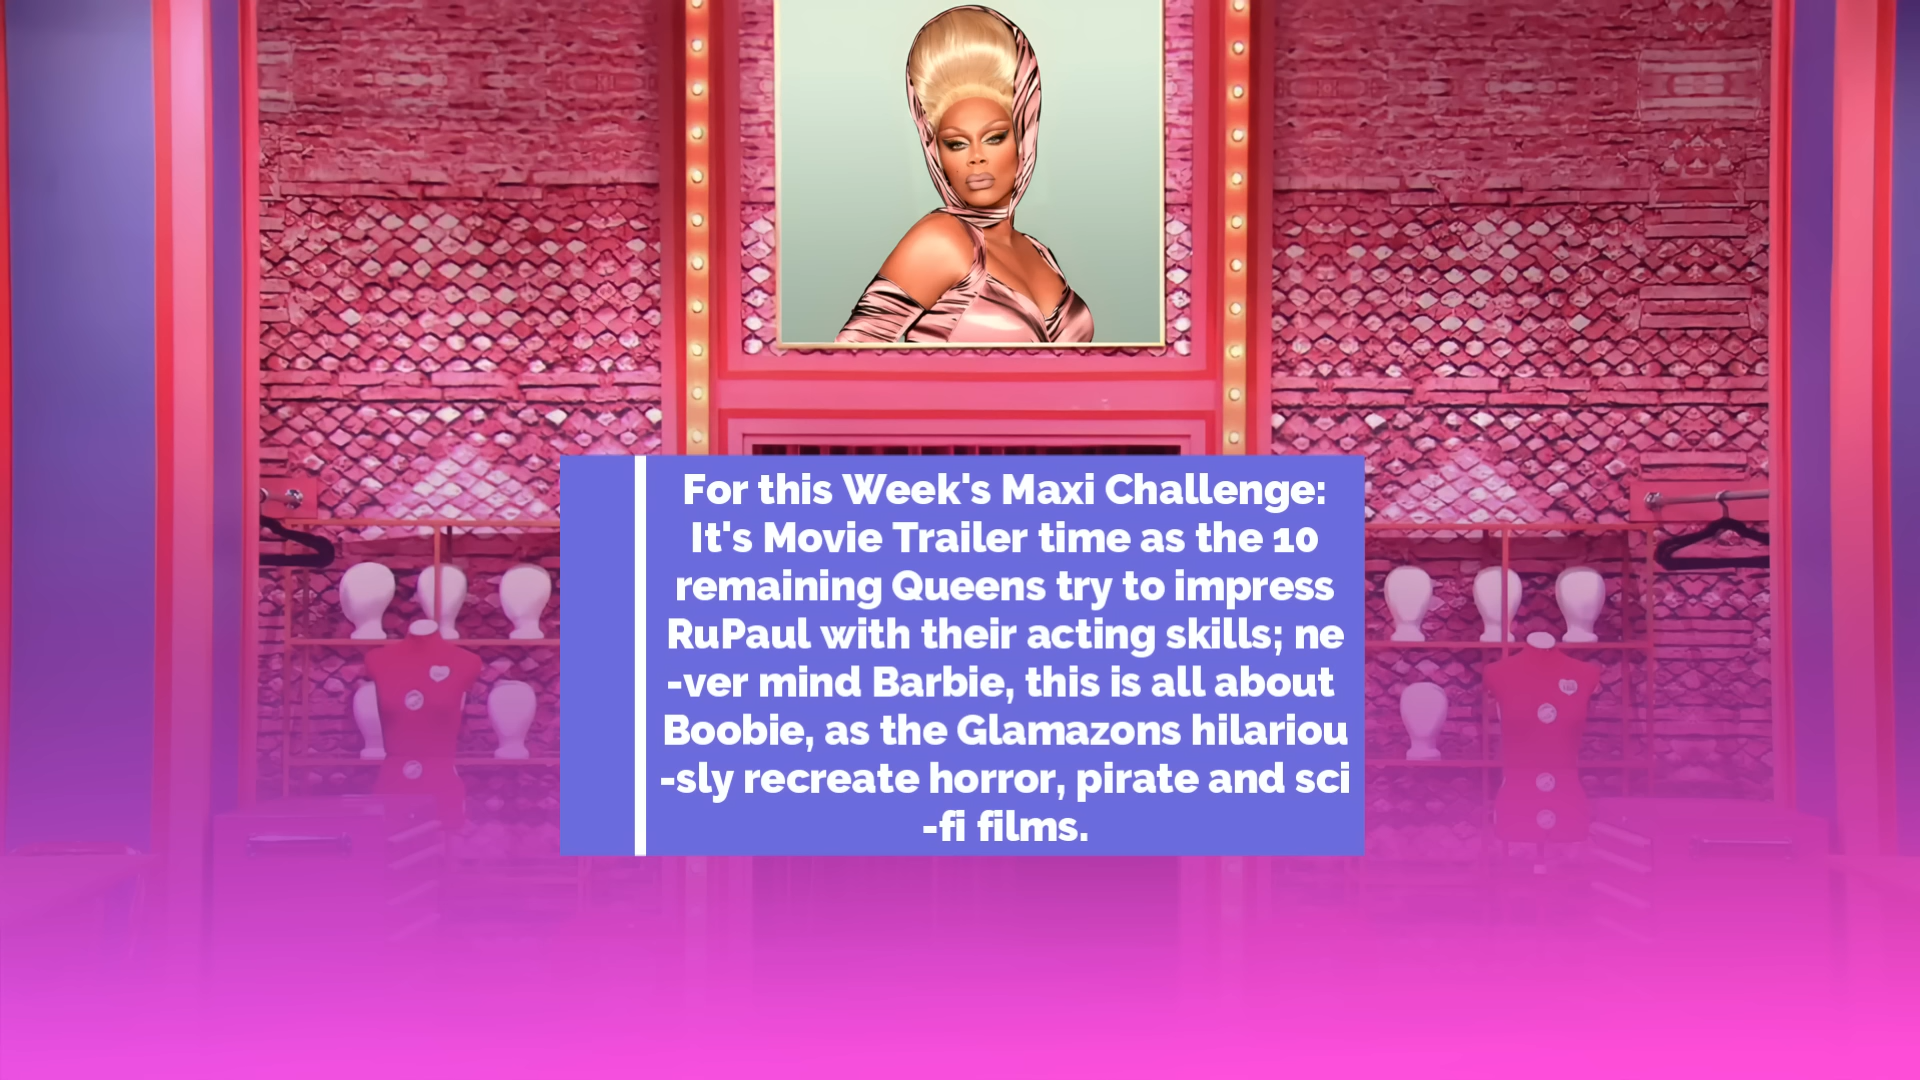 For this Week's Maxi Challenge:
It's Movie Trailer time as the 10
remaining Queens try to impress
RuPaul with their acting skills; ne
-ver mind Barbie, this is all about
Boobie, as the Glamazons hilariou
-sly recreate horror, pirate and sci
-fi films.